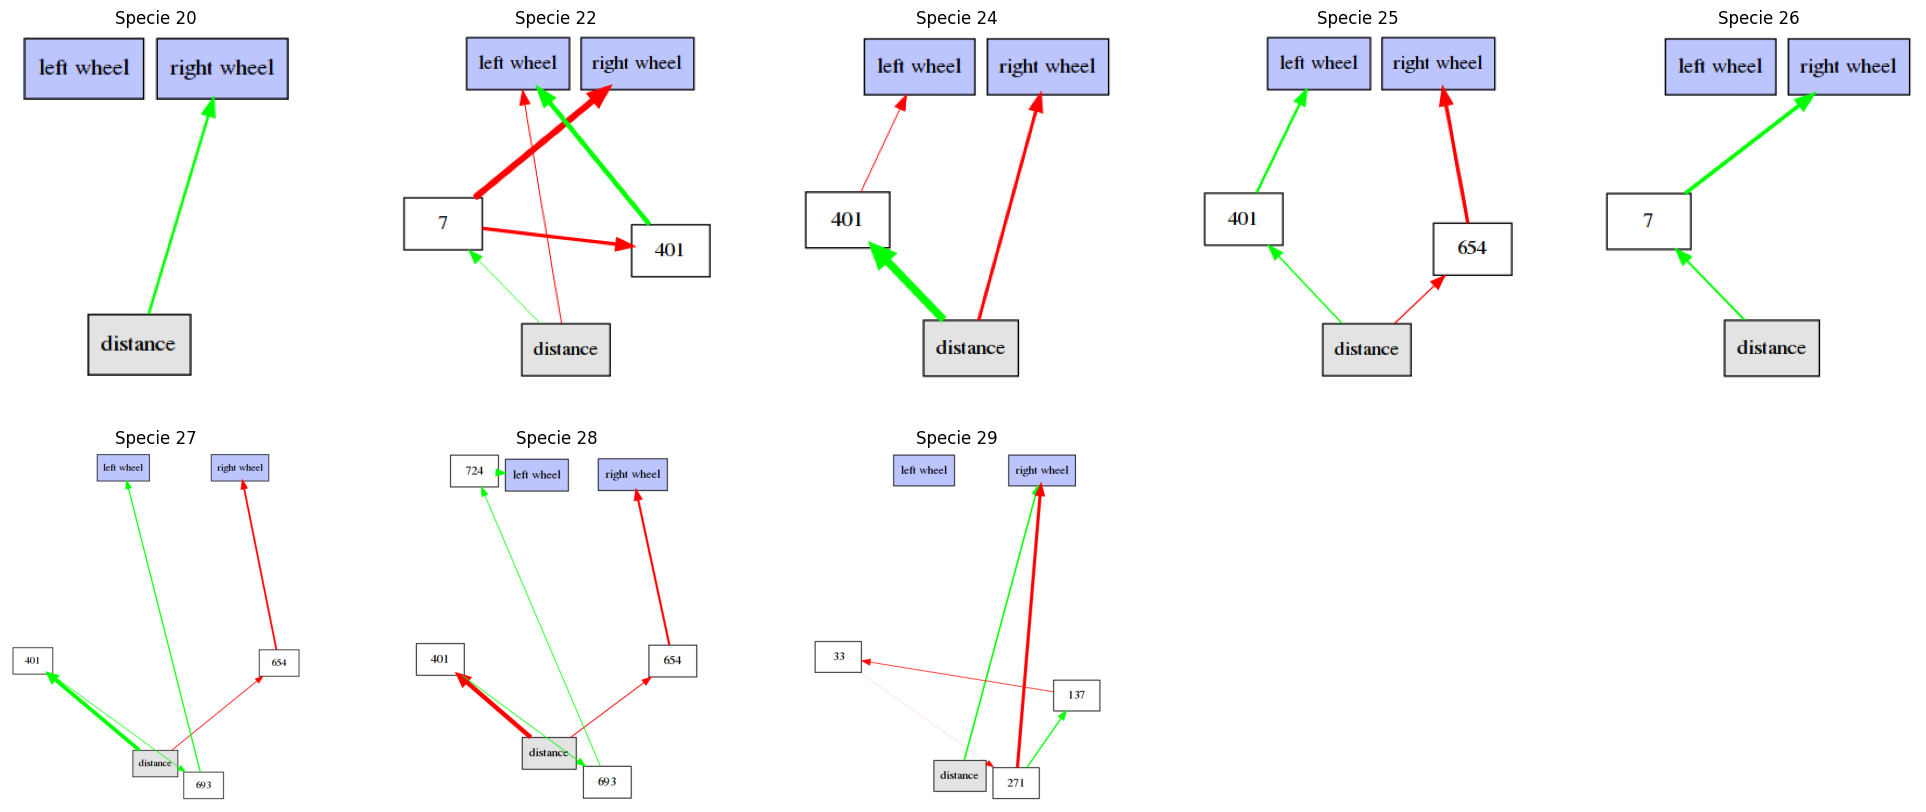 Specie 20
left wheel
right wheel
distance
Specie 22
left wheel
right wheel
7
401
distance
Specie 24
left wheel
right wheel
401
distance
Specie 25
left wheel
right wheel
401
654
distance
Specie 26
left wheel
right wheel
7
distance
Specie 27
left wheel
right wheel
401
654
distance
693
Specie 28
724
left wheel
right wheel
401
654
distance
693
Specie 29
left wheel
right wheel
33
137
distance
271